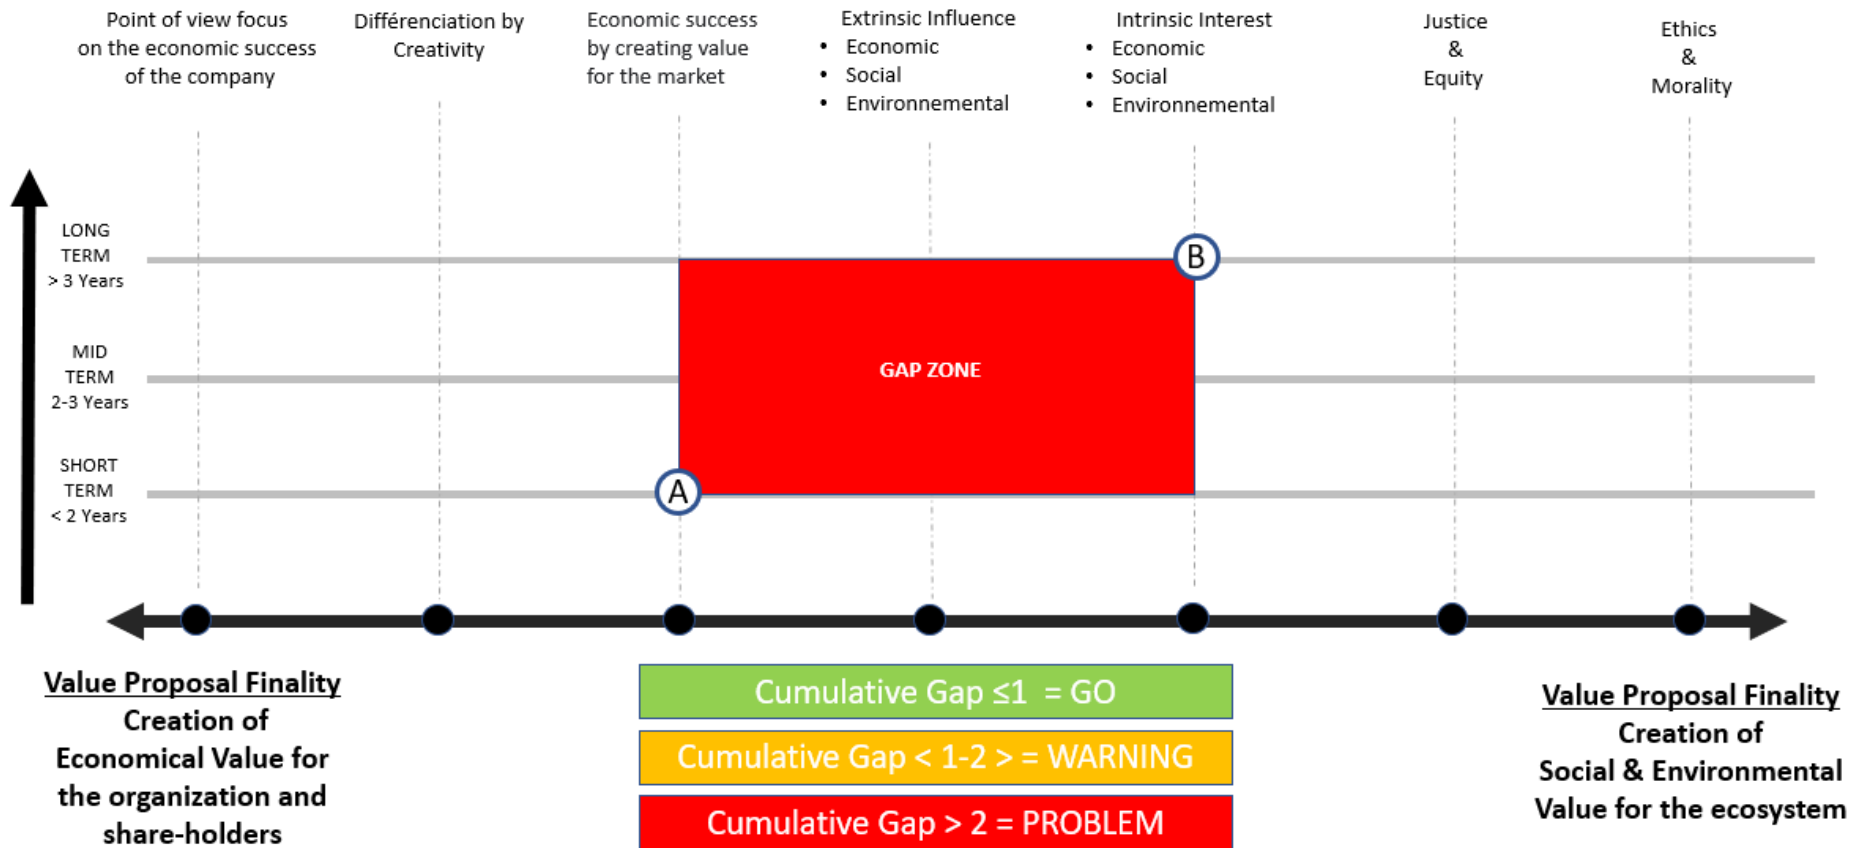 Point of view focus
on the economic success
of the company
Différenciation by
Creativity
Economic success
by creating value
for the market
Extrinsic Influence
• Economic
• Social
• Environnemental
Intrinsic Interest
• Economic
• Social
• Environnemental
Justice
&
Equity
Ethics
&
Morality
LONG
TERM
> 3 Years
MID
TERM
2-3 Years
SHORT
TERM
< 2 Years
B
GAP ZONE
A
Value Proposal Finality
Creation of
Economical Value for
the organization and
share-holders
Cumulative Gap ≤1 = GO
Cumulative Gap < 1-2 > = WARNING
Cumulative Gap > 2 = PROBLEM
Value Proposal Finality
Creation of
Social & Environmental
Value for the ecosystem